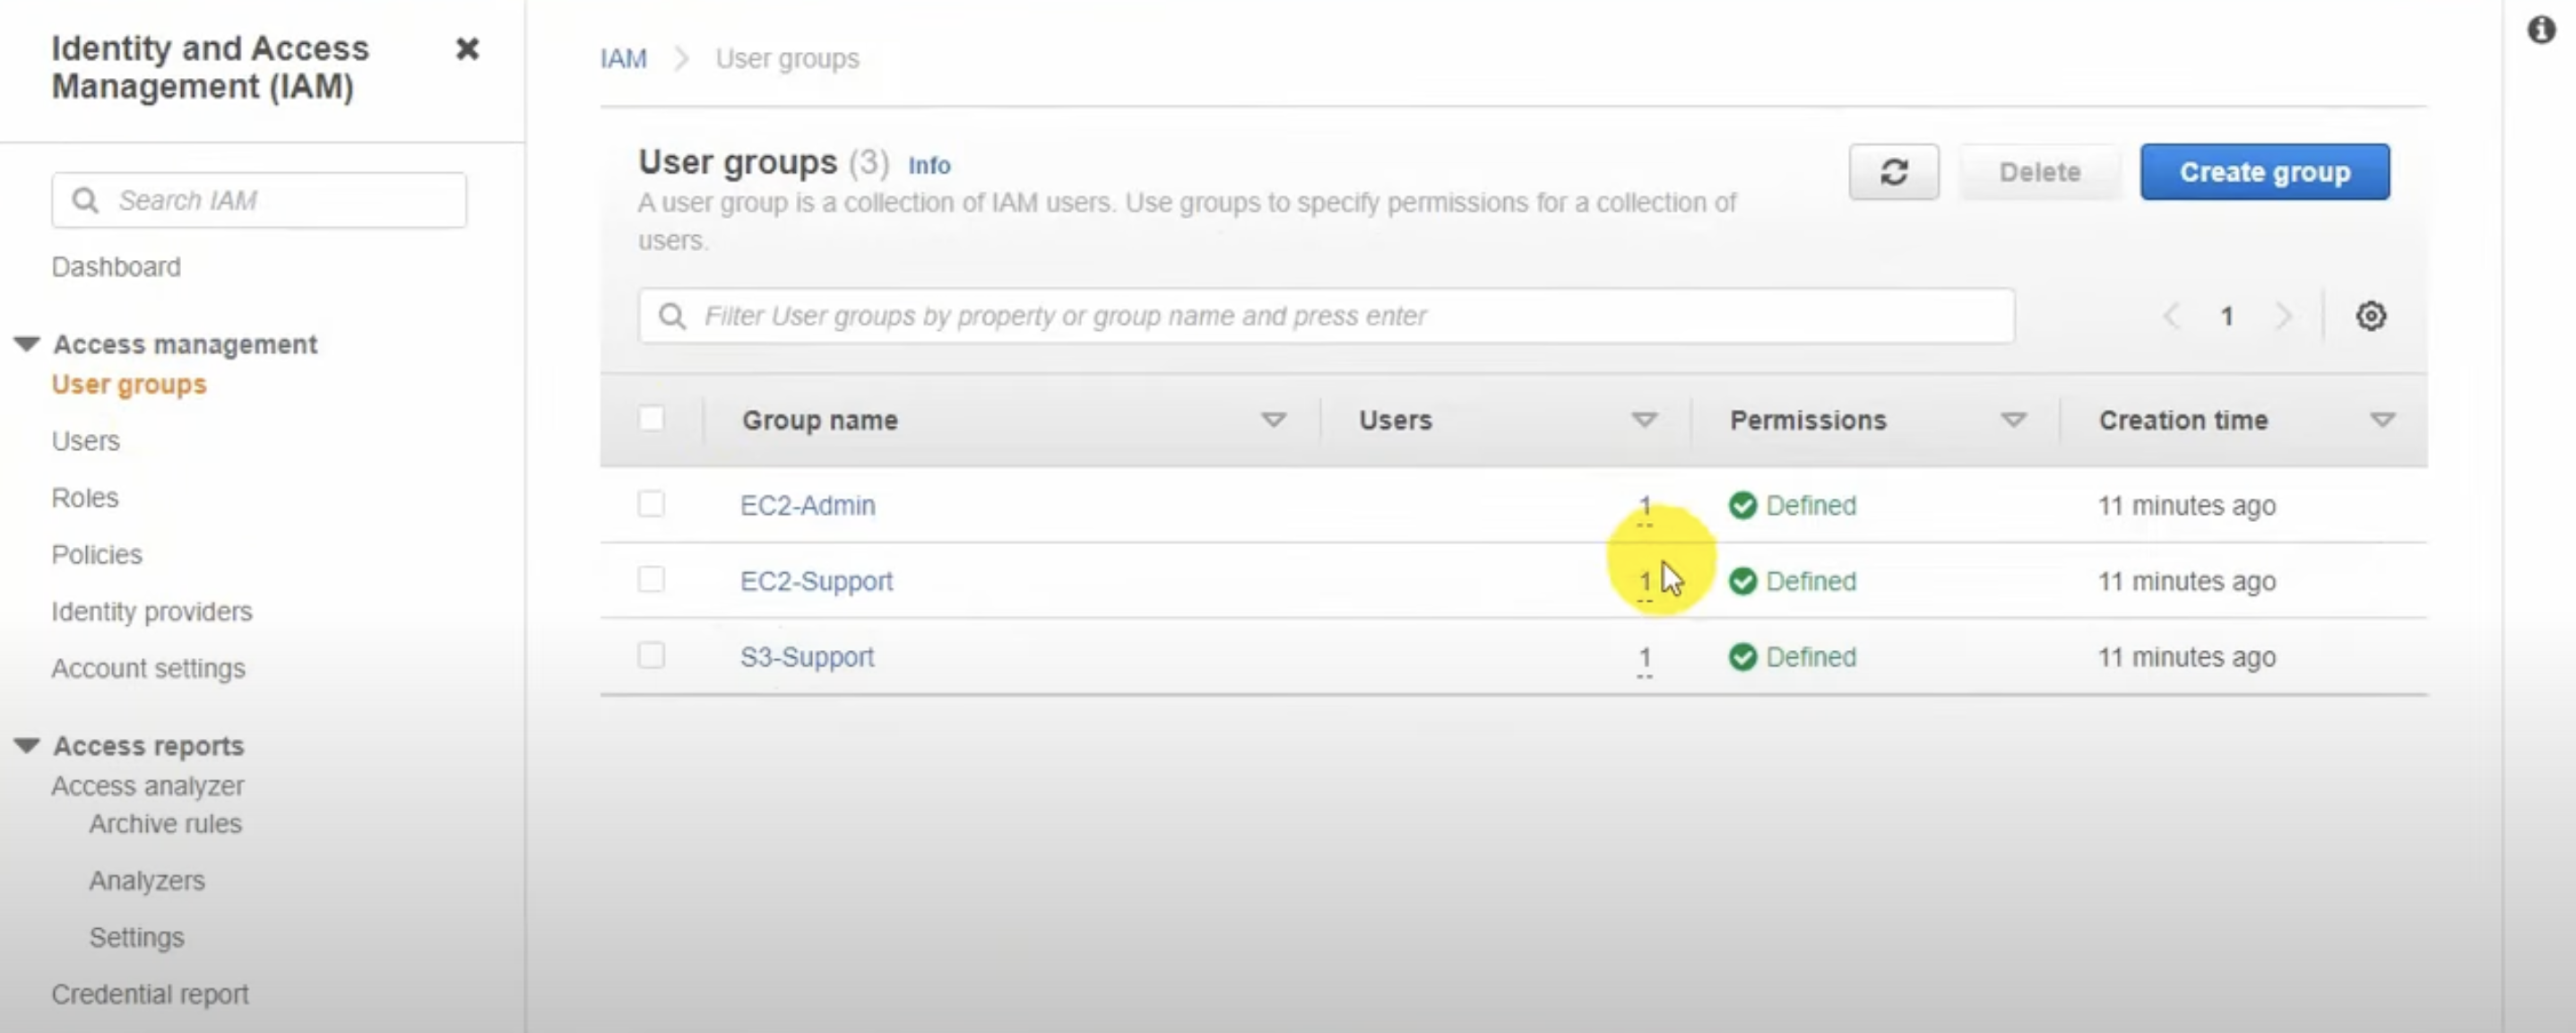 Identity and Access
Management (IAM)
Search IAM
Dashboard
Access management
User groups
Users
Roles
Policies
Identity providers
Account settings
Access reports
Access analyzer
Archive rules
Analyzers
Settings
Credential report
IAM User groups
User groups (3) Info
A user group is a collection of IAM users. Use groups to specify permissions for a collection of
users.
Delete
Create group
Filter User groups by property or group name and press enter
1
Group name Users Permissions Creation time
EC2-Admin 1 Defined 11 minutes ago
EC2-Support 1 Defined 11 minutes ago
S3-Support 1 Defined 11 minutes ago